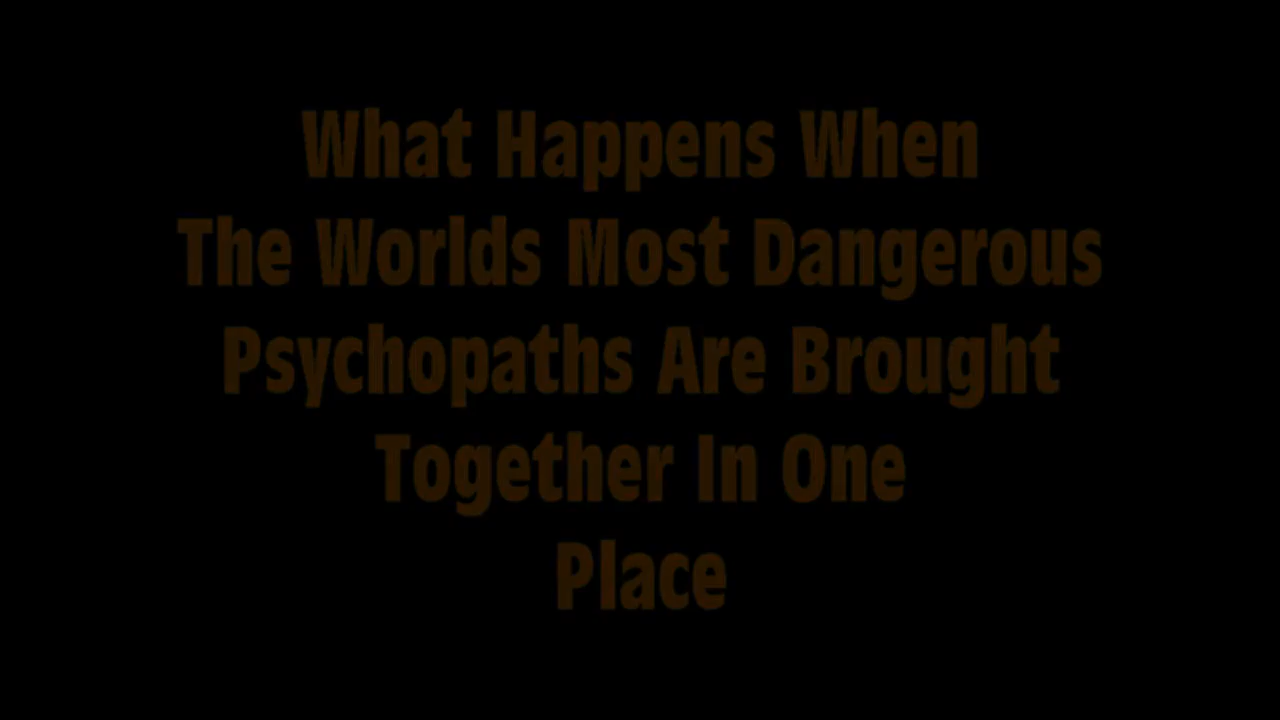 What Happens When
The Worlds Most Dangerous
Psychopaths Are Brought
Together In One
Place